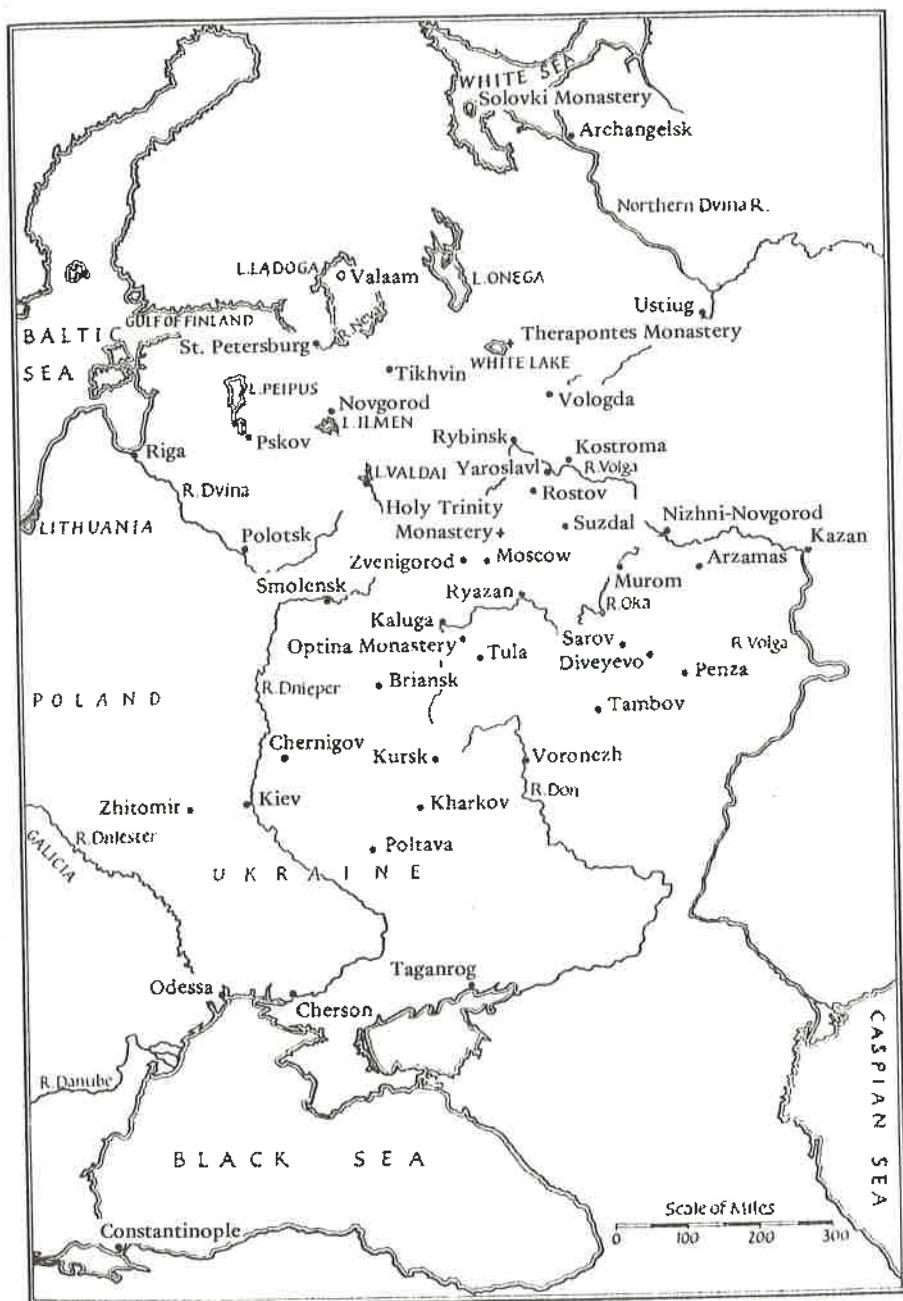 WHITE SEA
Solovki Monastery
Archangelsk
Northern Dvina R.
L.LADOGA
Valaam
L.ONEGA
Ustiug
GULF OF FINLAND
R. Neva
BALTIC
SEA
St. Petersburg
Therapontes Monastery
WHITE LAKE
Tikhvin
L.PEIPUS
Vologda
Novgorod
L.ILMEN
Pskov
Rybinsk
Kostroma
Riga
Yaroslavl
R.Volga
L.VALDAI
R.Dvina
Rostov
Holy Trinity
Monastery
Suzdal
Nizhni-Novgorod
LITHUANIA
Polotsk
Kazan
Zvenigorod
Moscow
Arzamas
Smolensk
Murom
Ryazan
R.Oka
Kaluga
Optina Monastery
Sarov
R.Volga
Tula
Diveyevo
Penza
POLAND
R.Dnieper
Briansk
Tambov
Chernigov
Kursk
Voronezh
R.Don
Zhitomir
Kiev
Kharkov
R.Dniester
GALICIA
Poltava
UKRAINE
Taganrog
Odessa
Cherson
CASPIAN SEA
R.Danube
BLACK SEA
Scale of Miles
0 100 200 300
Constantinople